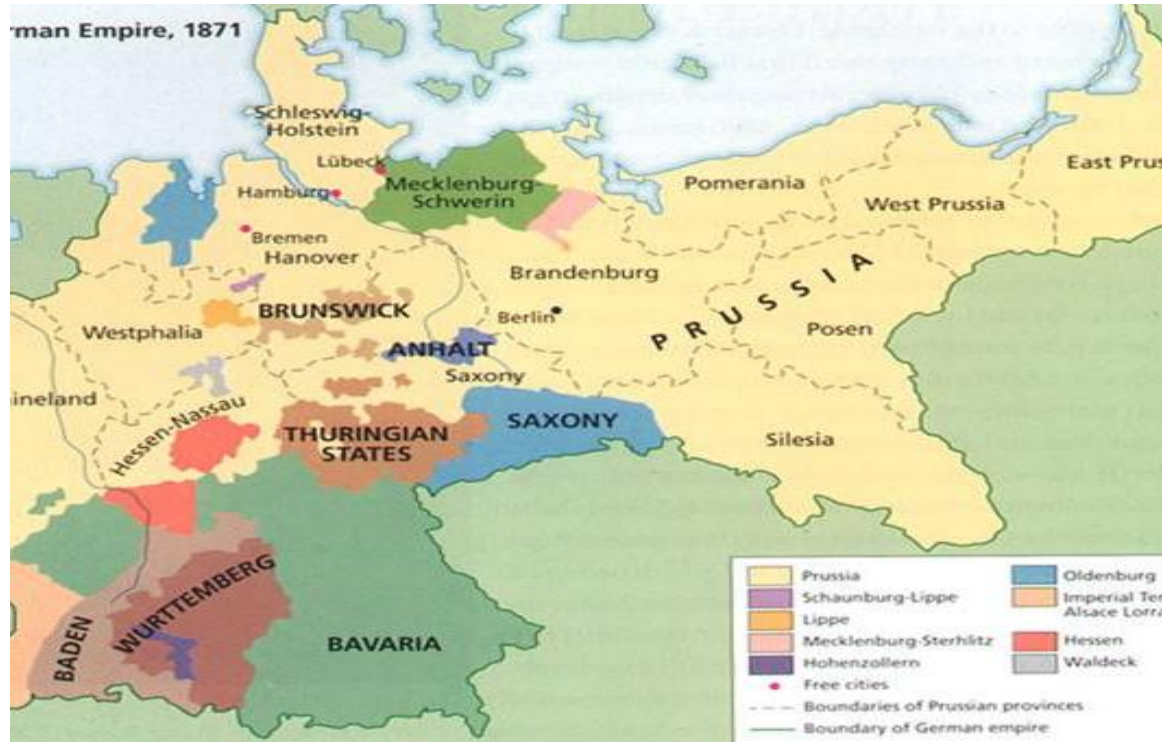 rman Empire, 1871
Schleswig-
Holstein
Lübeck
Hamburg
Mecklenburg-
Schwerin
Pomerania
East Prus
West Prussia
Bremen
Hanover
Brandenburg
Berlin
PRUSSIA
Posen
BRUNSWICK
Westphalia
ANHALT
Saxony
ineland
Hessen-Nassau
THURINGIAN
STATES
SAXONY
Silesia
WURTTEMBERG
BADEN
BAVARIA
Prussia
Schaunburg-Lippe
Lippe
Mecklenburg-Sterhlitz
Hohenzollern
Free cities
Boundaries of Prussian provinces
Boundary of German empire
Oldenburg
Imperial Ter
Alsace Lorra
Hessen
Waldeck